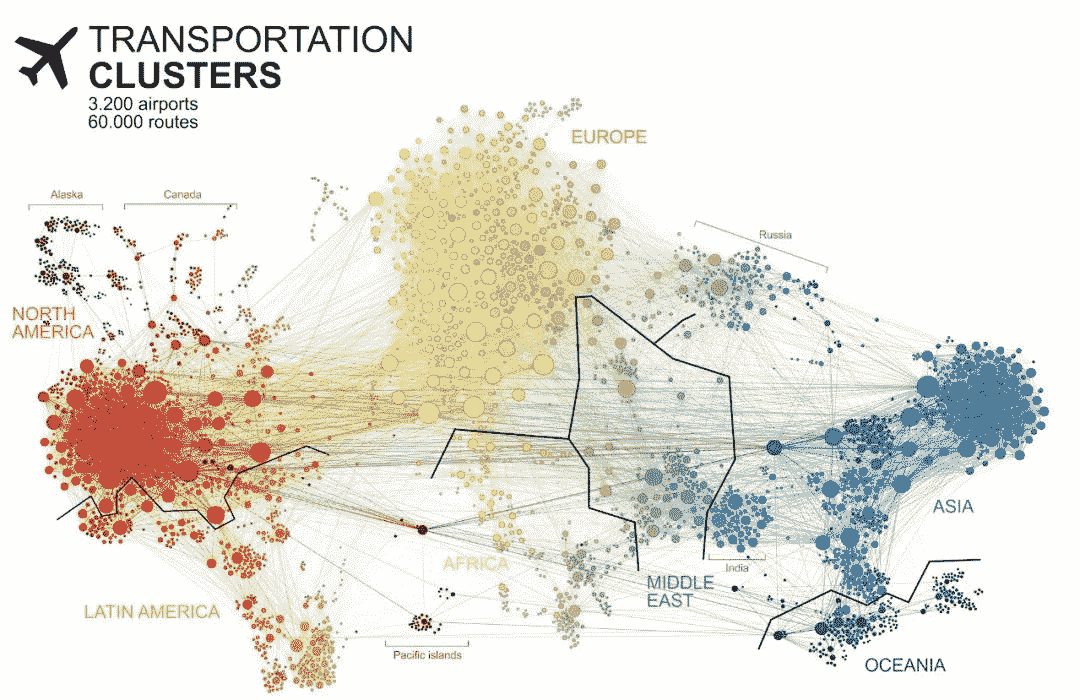 TRANSPORTATION
CLUSTERS
3.200 airports
60.000 routes
EUROPE
Alaska
Canada
Russia
NORTH
AMERICA
ASIA
AFRICA
India
MIDDLE
EAST
LATIN AMERICA
Pacific islands
OCEANIA